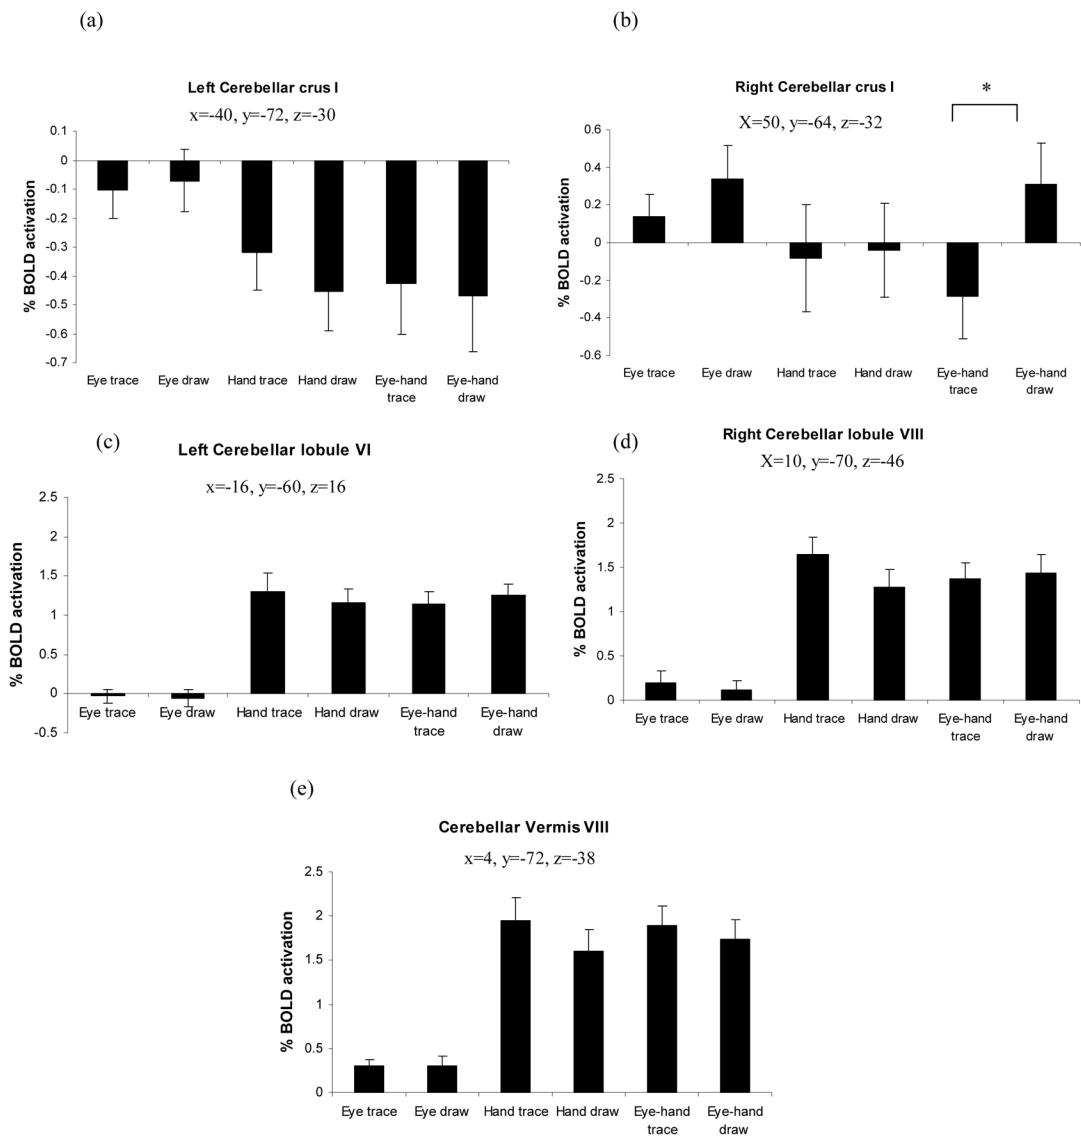 (a)
Left Cerebellar crus I
x=-40, y=-72, z=-30
% BOLD activation
0.1
0
-0.1
-0.2
-0.3
-0.4
-0.5
-0.6
-0.7
Eye trace Eye draw Hand trace Hand draw Eye-hand trace Eye-hand draw
(b)
Right Cerebellar crus I
X=50, y=-64, z=-32
*
% BOLD activation
0.6
0.4
0.2
0
-0.2
-0.4
-0.6
Eye trace Eye draw Hand trace Hand draw Eye-hand trace Eye-hand draw
(c)
Left Cerebellar lobule VI
x=-16, y=-60, z=16
% BOLD activation
2.5
2
1.5
1
0.5
0
-0.5
Eye trace Eye draw Hand trace Hand draw Eye-hand trace Eye-hand draw
(d)
Right Cerebellar lobule VIII
X=10, y=-70, z=-46
% BOLD activation
2.5
2
1.5
1
0.5
0
Eye trace Eye draw Hand trace Hand draw Eye-hand trace Eye-hand draw
(e)
Cerebellar Vermis VIII
x=4, y=-72, z=-38
% BOLD activation
2.5
2
1.5
1
0.5
0
Eye trace Eye draw Hand trace Hand draw Eye-hand trace Eye-hand draw